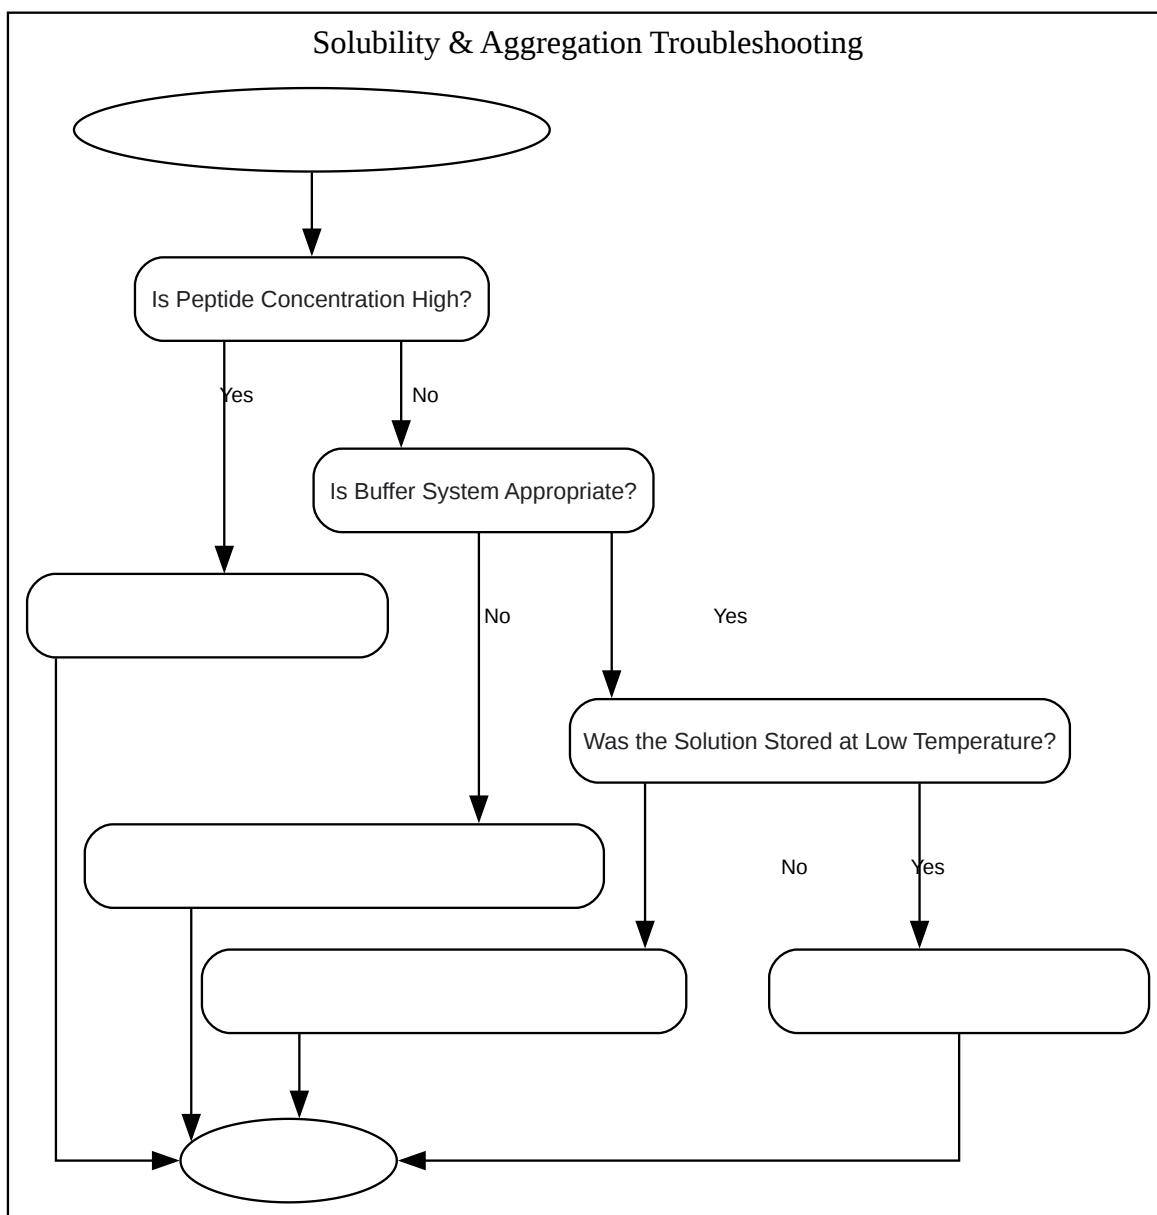 Solubility & Aggregation Troubleshooting
Is Peptide Concentration High?
Yes
No
Is Buffer System Appropriate?
No
Yes
Was the Solution Stored at Low Temperature?
No
Yes